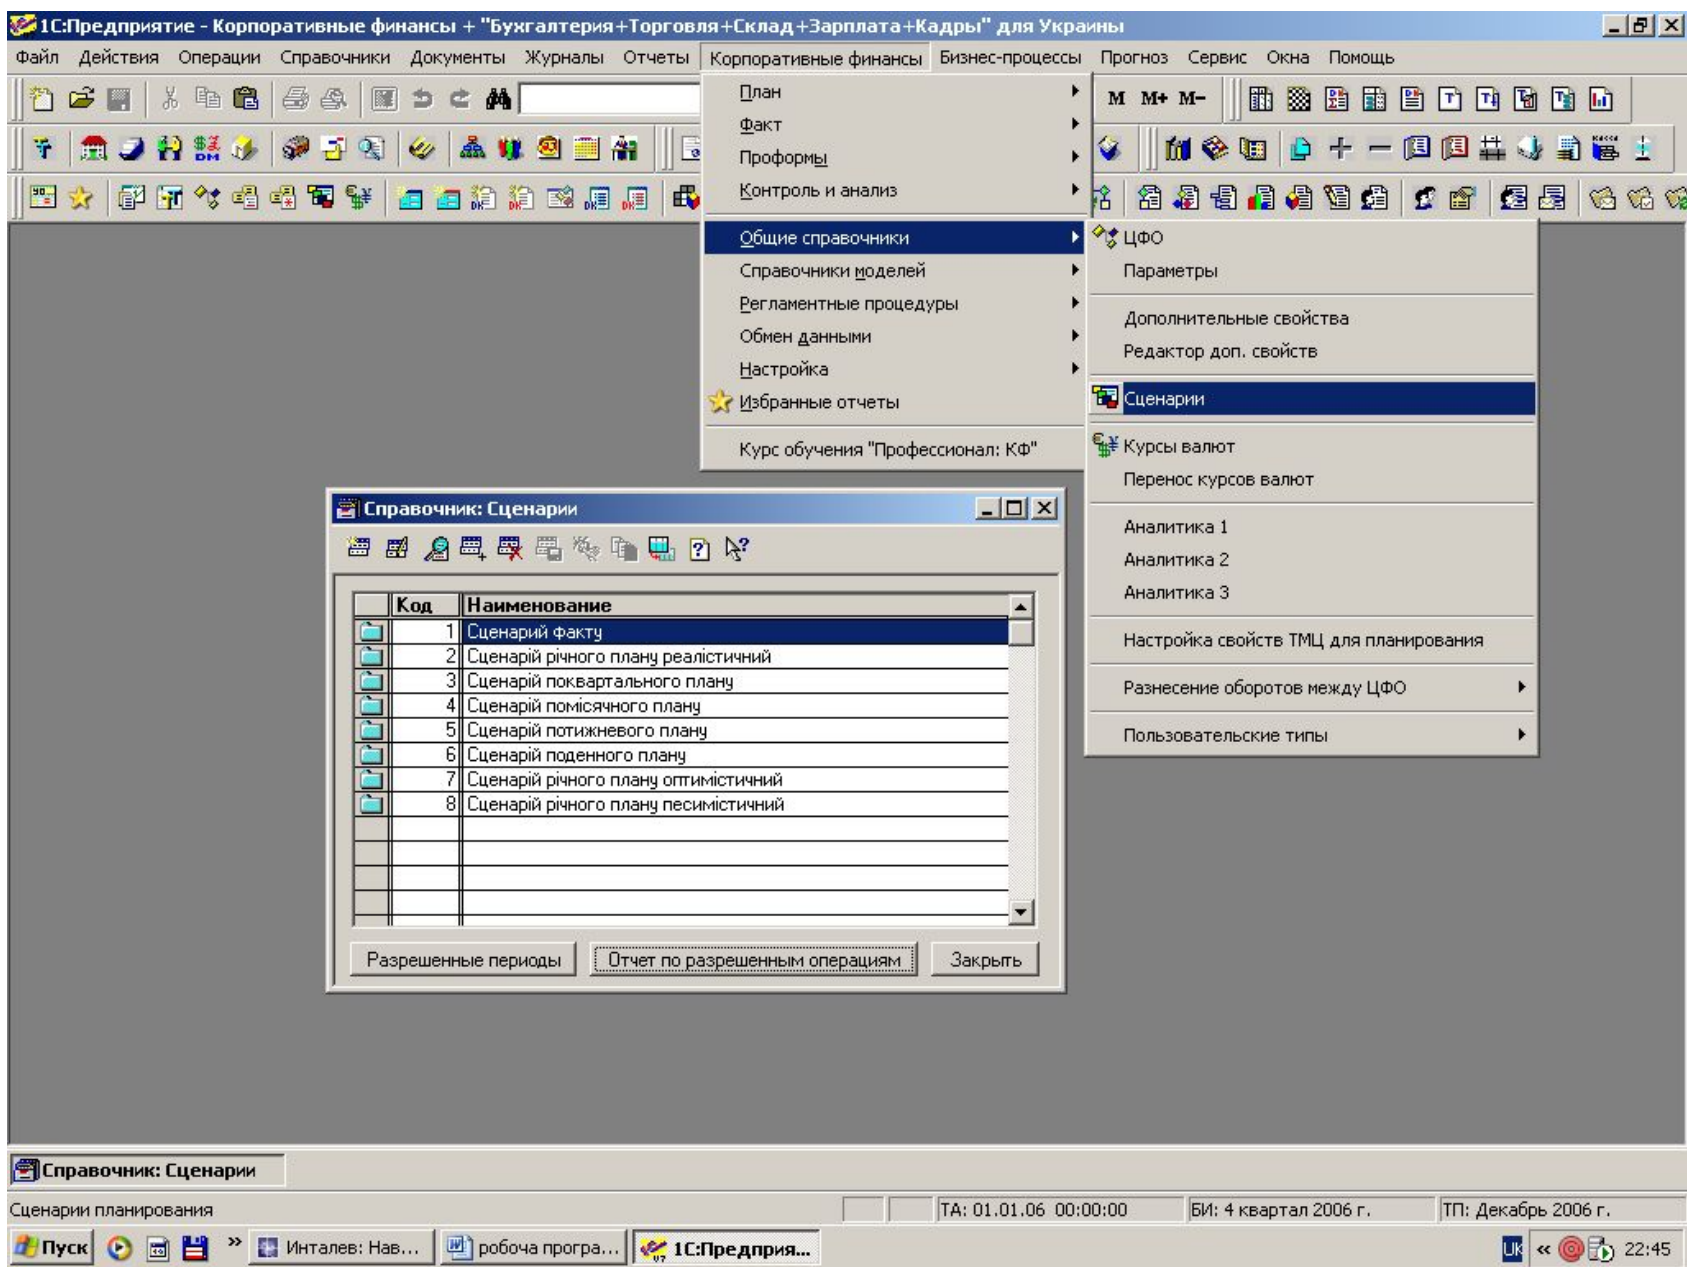 1С:Предприятие - Корпоративные финансы + "Бухгалтерия+Торговля+Склад+Зарплата+Кадры" для Украины
Файл Действия Операции Справочники Документы Журналы Отчеты Корпоративные финансы Бизнес-процессы Прогноз Сервис Окна Помощь
M M+ M-
План
Факт
Проформы
Контроль и анализ
Общие справочники
Справочники моделей
Регламентные процедуры
Обмен данными
Настройка
Избранные отчеты
Курс обучения "Профессионал: КФ"
ЦФО
Параметры
Дополнительные свойства
Редактор доп. свойств
Сценарии
Курсы валют
Перенос курсов валют
Аналитика 1
Аналитика 2
Аналитика 3
Настройка свойств ТМЦ для планирования
Разнесение оборотов между ЦФО
Пользовательские типы
Справочник: Сценарии
Код Наименование
1 Сценарий факту
2 Сценарій річного плану реалістичний
3 Сценарій поквартального плану
4 Сценарій помісячного плану
5 Сценарій потижневого плану
6 Сценарій поденного плану
7 Сценарій річного плану оптимістичний
8 Сценарій річного плану песимістичний
Разрешенные периоды Отчет по разрешенным операциям Закрыть
Справочник: Сценарии
Сценарии планирования ТА: 01.01.06 00:00:00 БИ: 4 квартал 2006 г. ТП: Декабрь 2006 г.
Пуск » Инталев: Нав... робоча програ... 1С:Предприя... UK « 22:45